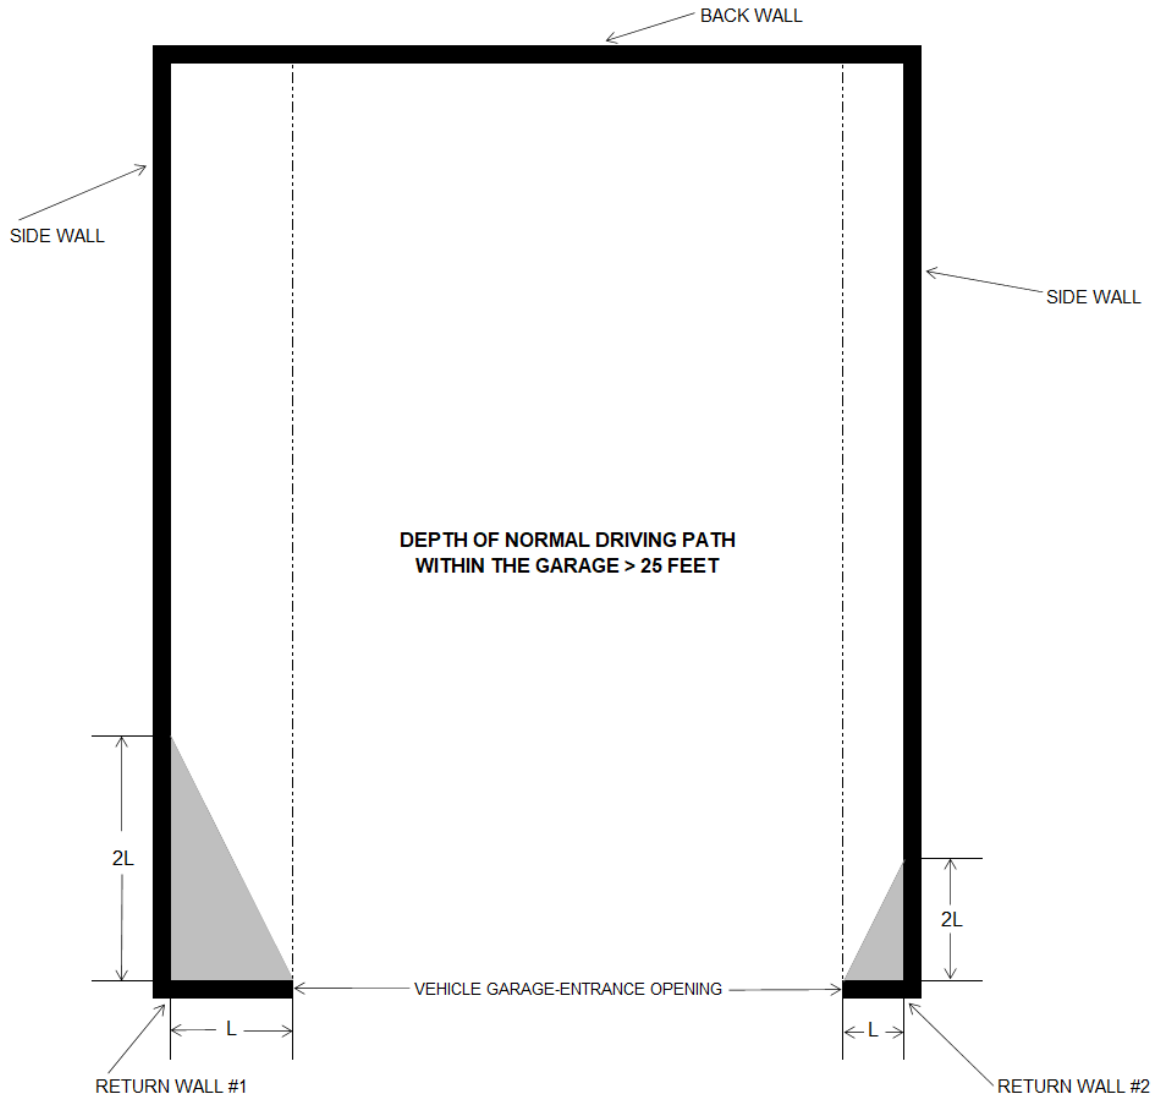 BACK WALL
SIDE WALL
SIDE WALL
DEPTH OF NORMAL DRIVING PATH
WITHIN THE GARAGE > 25 FEET
2L
2L
VEHICLE GARAGE-ENTRANCE OPENING
L
L
RETURN WALL #1
RETURN WALL #2